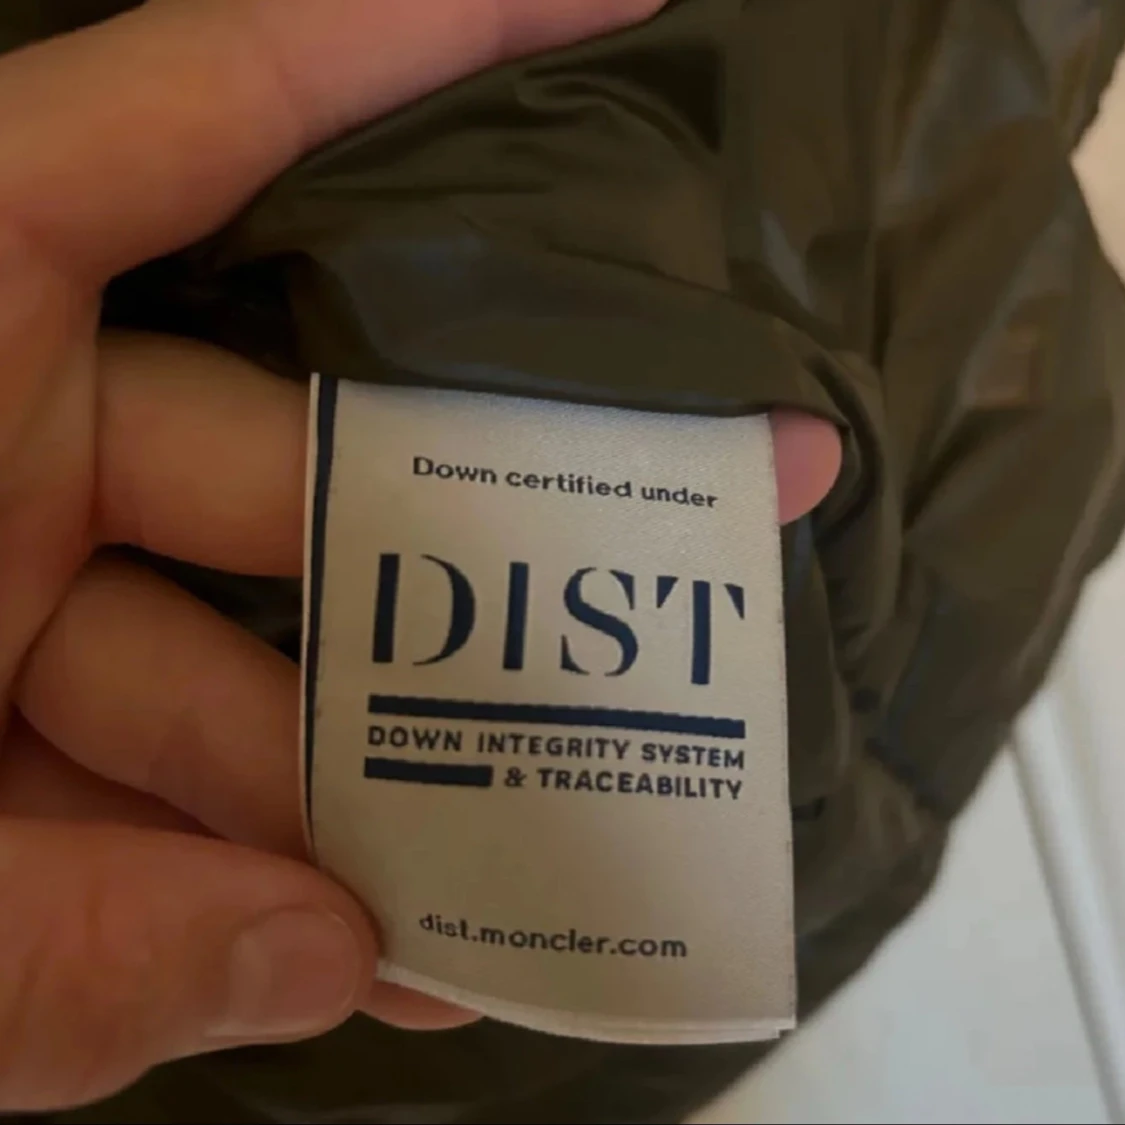 Down certified under
DIST
DOWN INTEGRITY SYSTEM
& TRACEABILITY
dist.moncler.com